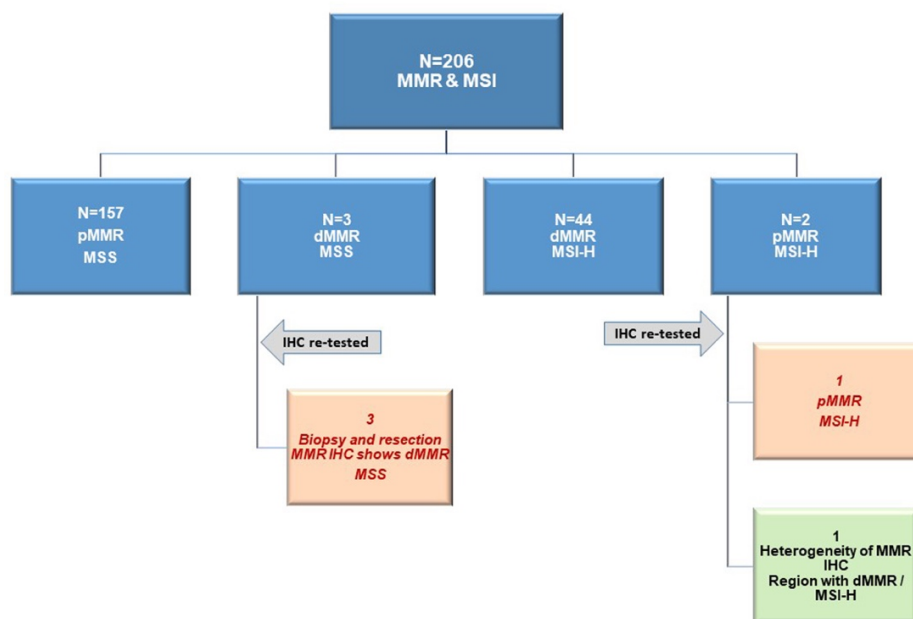 N=206
MMR & MSI
N=157
pMMR
MSS
N=3
dMMR
MSS
N=44
dMMR
MSI-H
N=2
pMMR
MSI-H
IHC re-tested
IHC re-tested
3
Biopsy and resection
MMR IHC shows dMMR
MSS
1
pMMR
MSI-H
1
Heterogeneity of MMR
IHC
Region with dMMR /
MSI-H